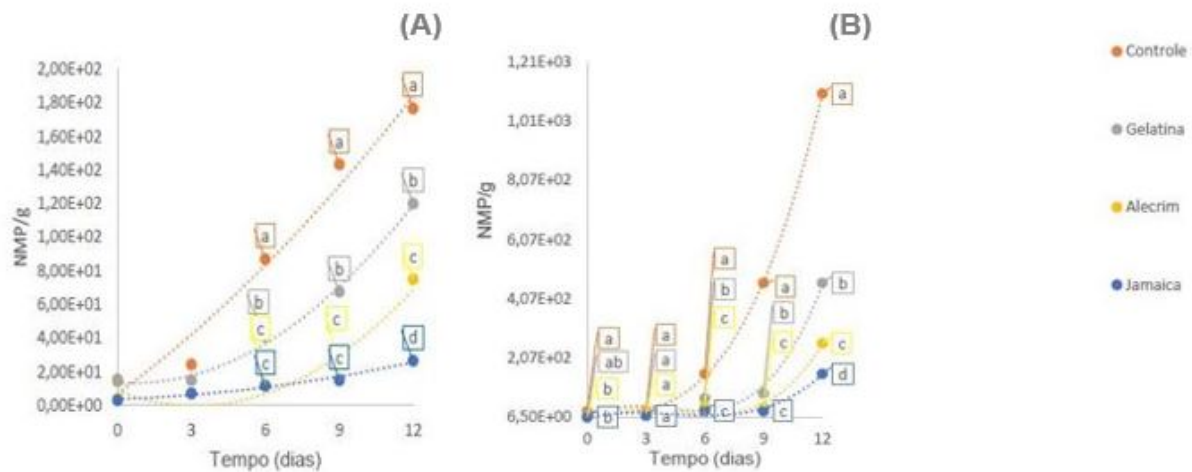 (A)
2,00E+02
1,80E+02
1,60E+02
1,40E+02
1,20E+02
1,00E+02
8,00E+01
6,00E+01
4,00E+01
2,00E+01
0,00E+00
NMP/g
0 3 6 9 12
Tempo (dias)
a
b
c
c
a
b
c
c
a
b
c
d
(B)
1,21E+03
1,01E+03
8,07E+02
6,07E+02
4,07E+02
2,07E+02
6,50E+00
NMP/g
0 3 6 9 12
Tempo (dias)
a
ab
b
b
a
a
a
a
a
b
c
c
a
b
c
c
a
b
c
d
Controle
Gelatina
Alecrim
Jamaica